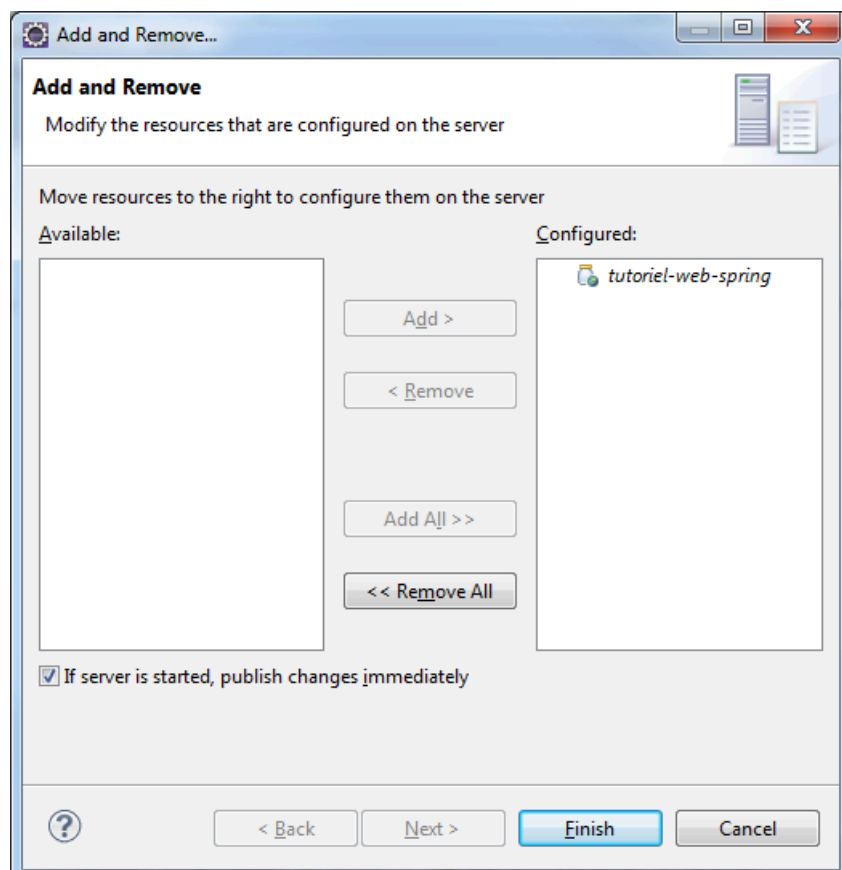 Add and Remove...
Add and Remove
Modify the resources that are configured on the server
Move resources to the right to configure them on the server
Available:
Configured:
tutoriel-web-spring
Add >
< Remove
Add All >>
<< Remove All
If server is started, publish changes immediately
?
< Back
Next >
Finish
Cancel